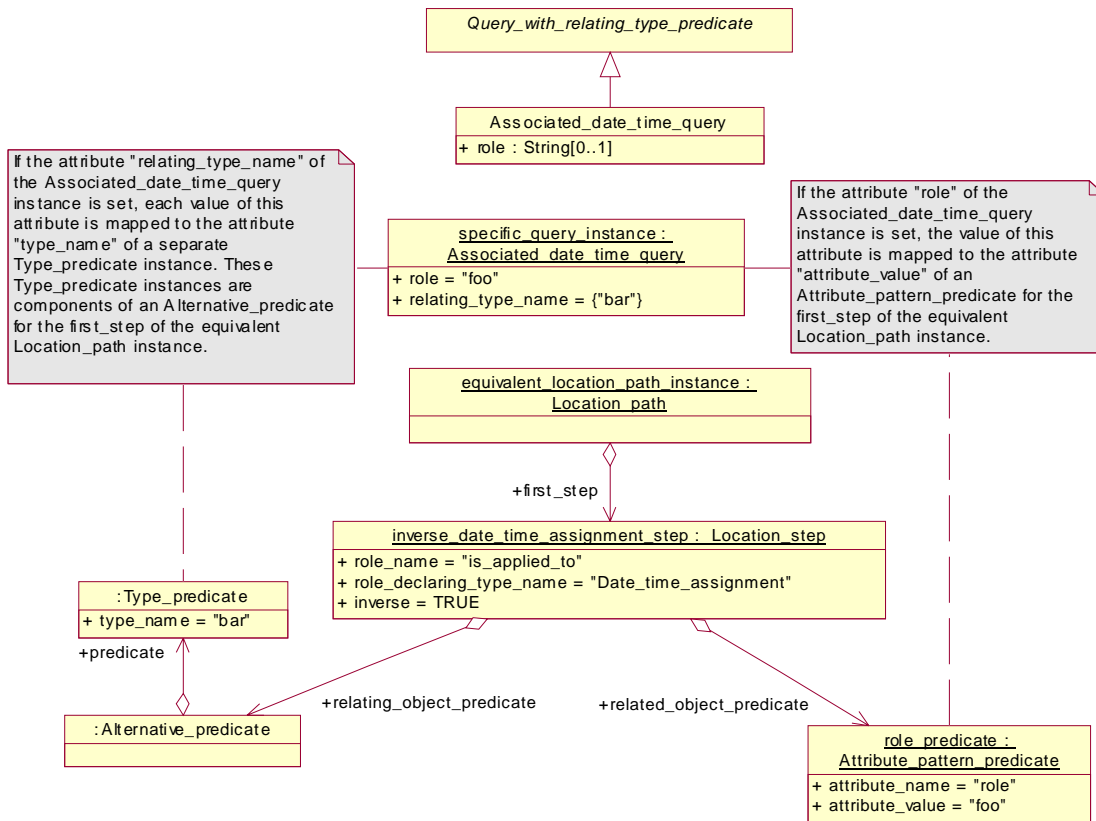 Query_with_relating_type_predicate
Associated_date_time_query
+ role : String[0..1]
If the attribute "relating_type_name" of
the Associated_date_time_query
instance is set, each value of this
attribute is mapped to the attribute
"type_name" of a separate
Type_predicate instance. These
Type_predicate instances are
components of an Alternative_predicate
for the first_step of the equivalent
Location_path instance.
specific_query_instance :
Associated_date_time_query
+ role = "foo"
+ relating_type_name = {"bar"}
If the attribute "role" of the
Associated_date_time_query
instance is set, the value of this
attribute is mapped to the attribute
"attribute_value" of an
Attribute_pattern_predicate for the
first_step of the equivalent
Location_path instance.
equivalent_location_path_instance :
Location_path
+first_step
inverse_date_time_assignment_step : Location_step
+ role_name = "is_applied_to"
+ role_declaring_type_name = "Date_time_assignment"
+ inverse = TRUE
:Type_predicate
+ type_name = "bar"
+predicate
+relating_object_predicate
+related_object_predicate
:Alternative_predicate
role_predicate :
Attribute_pattern_predicate
+ attribute_name = "role"
+ attribute_value = "foo"